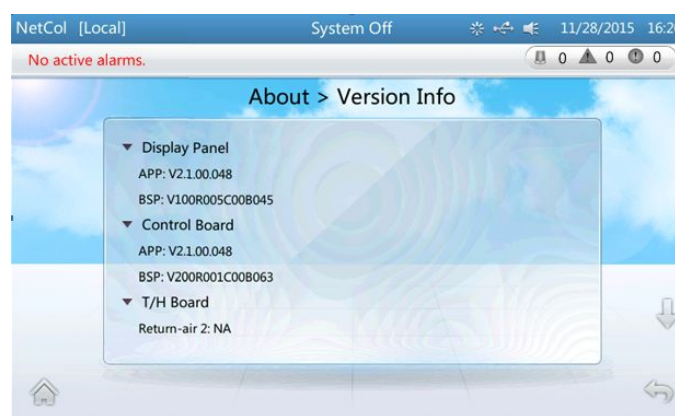 NetCol [Local] System Off 11/28/2015 16:20
No active alarms. 0 0 0
About > Version Info
Display Panel
APP: V2.1.00.048
BSP: V100R005C00B045
Control Board
APP: V2.1.00.048
BSP: V200R001C00B063
T/H Board
Return-air 2: NA